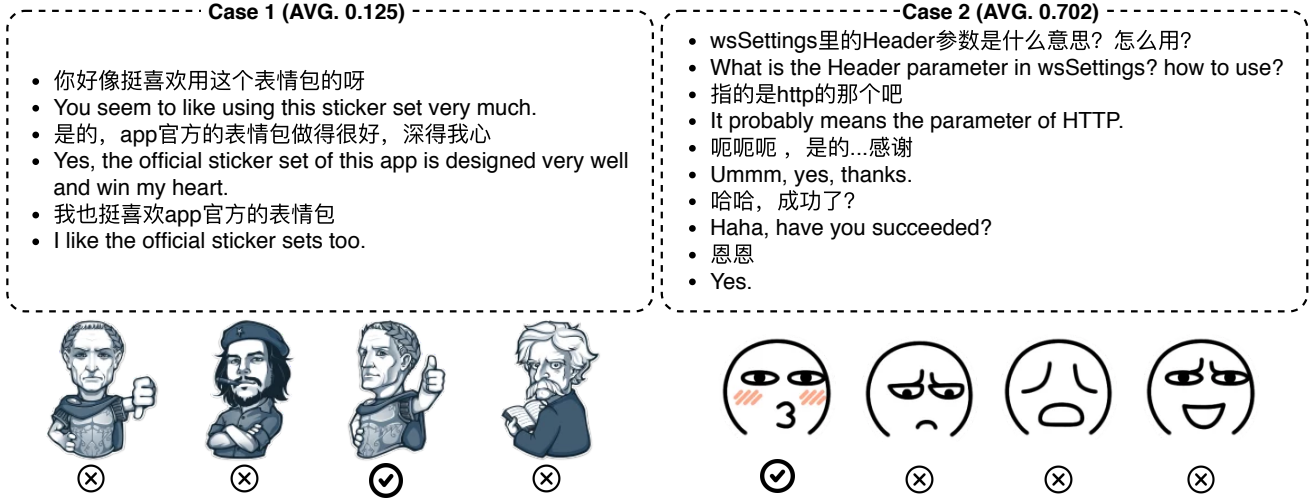 Case 1 (AVG. 0.125)
• 你好像挺喜欢用这个表情包的呀
• You seem to like using this sticker set very much.
• 是的，app官方的表情包做得很好，深得我心
• Yes, the official sticker set of this app is designed very well
and win my heart.
• 我也挺喜欢app官方的表情包
• I like the official sticker sets too.
Case 2 (AVG. 0.702)
• wsSettings里的Header参数是什么意思？怎么用？
• What is the Header parameter in wsSettings? how to use?
• 指的是http的那个吧
• It probably means the parameter of HTTP.
• 呃呃呃 ，是的...感谢
• Ummm, yes, thanks.
• 哈哈，成功了？
• Haha, have you succeeded?
• 恩恩
• Yes.